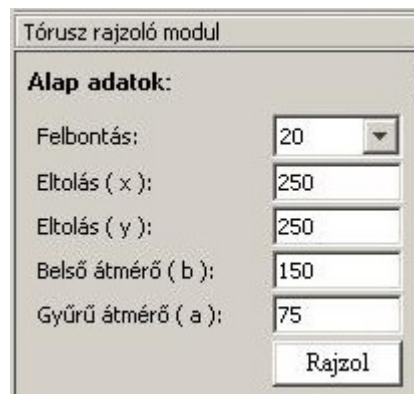 Tórusz rajzoló modul
Alap adatok:
Felbontás: 20
Eltolás ( x ): 250
Eltolás ( y ): 250
Belső átmérő ( b ): 150
Gyűrű átmérő ( a ): 75
Rajzol